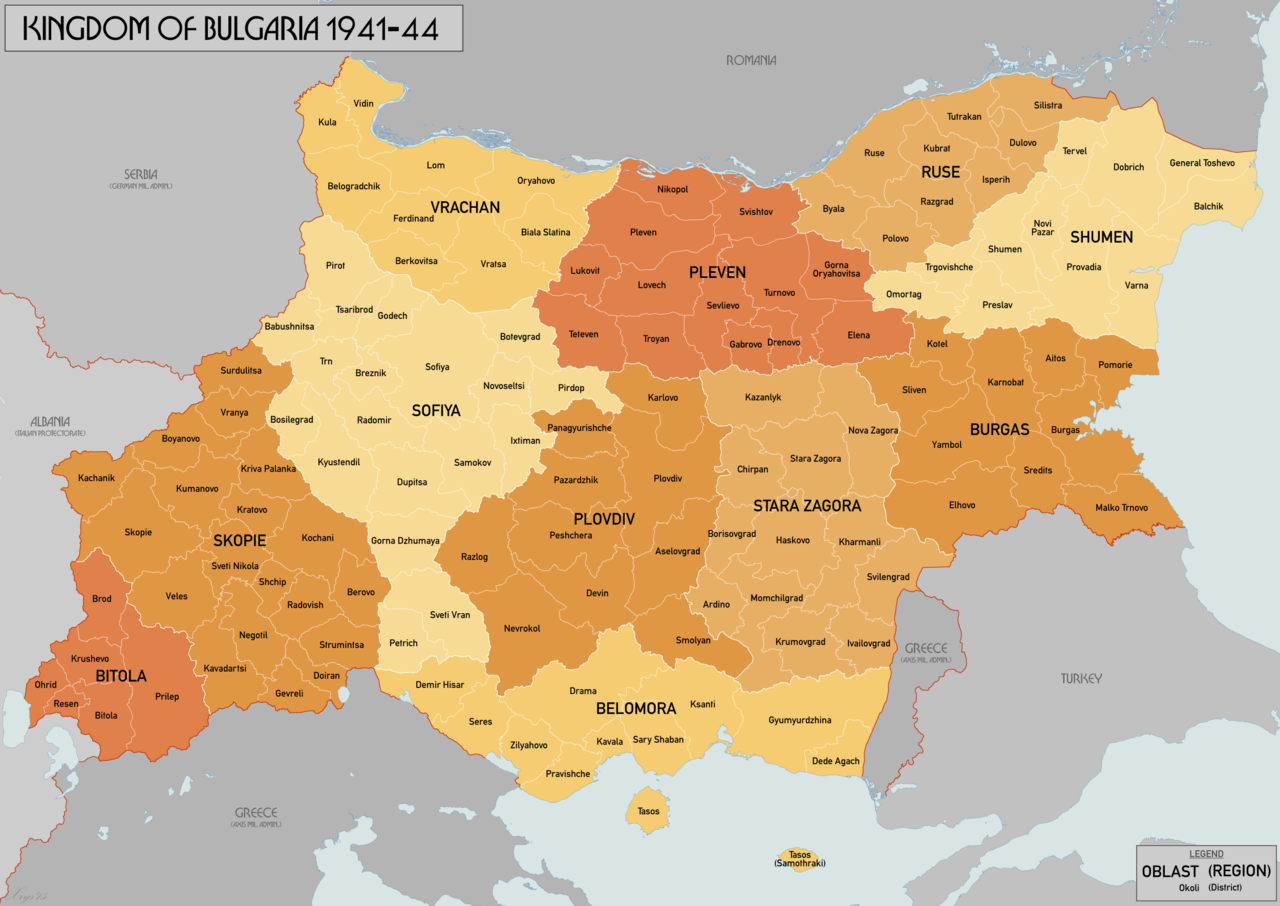 KINGDOM OF BULGARIA 1941-44
ROMANIA
SERBIA
(GERMAN MIL. ADMIN.)
ALBANIA
(ITALIAN PROTECTORATE)
GREECE
(AXIS MIL. ADMIN.)
GREECE
(AXIS MIL. ADMIN.)
TURKEY
VRACHAN
Vidin
Kula
Lom
Oryahovo
Belogradchik
Ferdinand
Biala Slatina
Berkovitsa
Vratsa
PLEVEN
Nikopol
Svishtov
Pleven
Lukovit
Lovech
Gorna
Oryahovitsa
Turnovo
Sevlievo
Teteven
Troyan
Gabrovo
Drenovo
Elena
RUSE
Silistra
Tutrakan
Ruse
Kubrat
Dulovo
Isperih
Razgrad
Byala
Polovo
SHUMEN
Tervel
Dobrich
General Toshevo
Balchik
Novi
Pazar
Shumen
Provadia
Trgovishche
Varna
Omortag
Preslav
SOFIYA
Pirot
Tsaribrod
Godech
Babushnitsa
Botevgrad
Trn
Breznik
Sofiya
Novoseltsi
Pirdop
Bosilegrad
Radomir
Ixtiman
Kyustendil
Samokov
Dupitsa
Gorna Dzhumaya
Sveti Vran
Petrich
BURGAS
Kotel
Aitos
Pomorie
Karnobat
Sliven
Burgas
Yambol
Sredits
Elhovo
Malko Trnovo
PLOVDIV
Karlovo
Panagyurishche
Pazardzhik
Plovdiv
Peshchera
Aselovgrad
Razlog
Devin
Nevrokol
Smolyan
STARA ZAGORA
Kazanlyk
Nova Zagora
Stara Zagora
Chirpan
Borisovgrad
Haskovo
Kharmanli
Svilengrad
Momchilgrad
Ardino
Krumovgrad
Ivailovgrad
SKOPIE
Surdulitsa
Vranya
Boyanovo
Kachanik
Kriva Palanka
Kumanovo
Kratovo
Skopie
Kochani
Sveti Nikola
Shchip
Berovo
Veles
Radovish
Negotil
Strumintsa
Kavadartsi
Doiran
Gevreli
BITOLA
Brod
Krushevo
Ohrid
Resen
Prilep
Bitola
BELOMORA
Demir Hisar
Drama
Ksanti
Seres
Gyumyurdzhina
Zilyahovo
Kavala
Sary Shaban
Dede Agach
Pravishche
Tasos
Tasos
(Samothraki)
LEGEND
OBLAST (REGION)
Okoli (District)